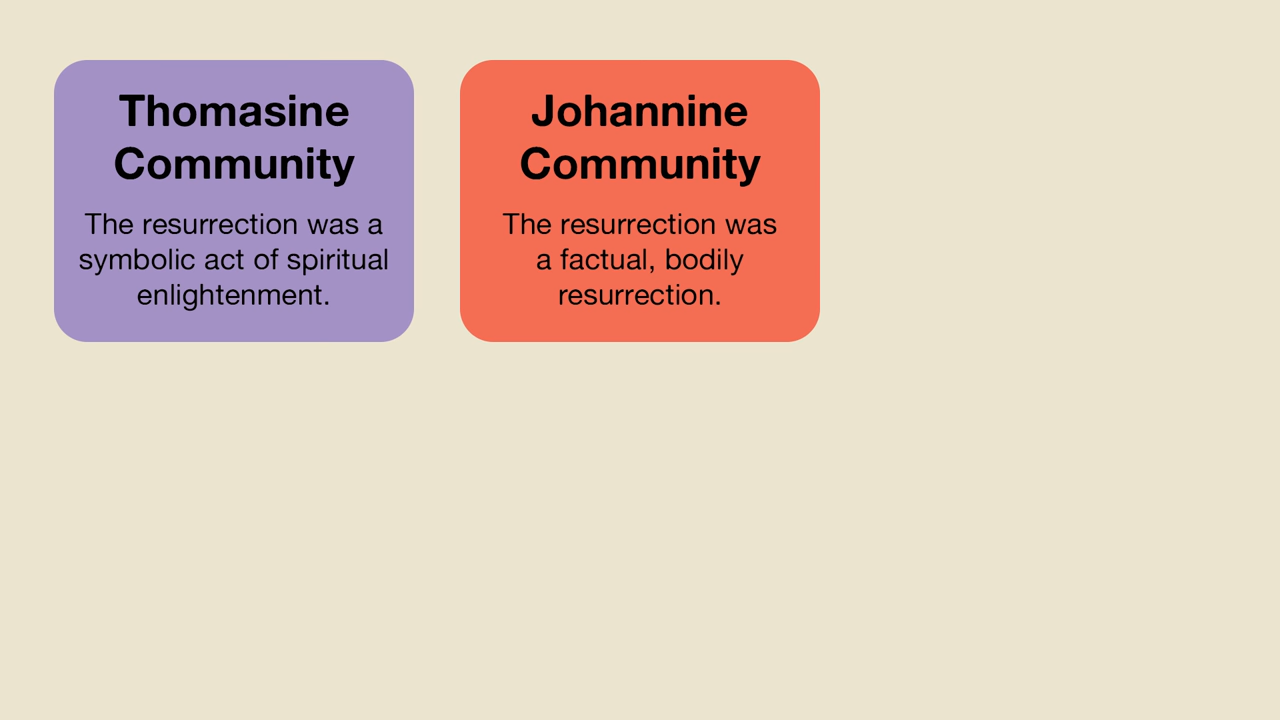 Thomasine
Community
The resurrection was a
symbolic act of spiritual
enlightenment.
Johannine
Community
The resurrection was
a factual, bodily
resurrection.